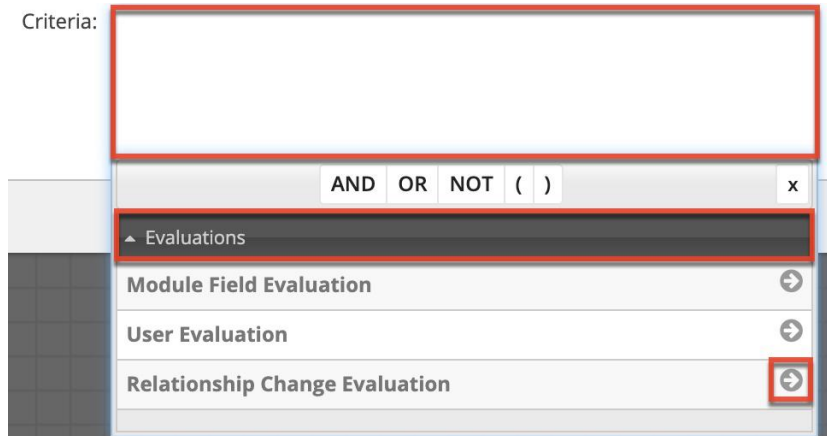 Criteria:
AND OR NOT ( ) x
Evaluations
Module Field Evaluation
User Evaluation
Relationship Change Evaluation